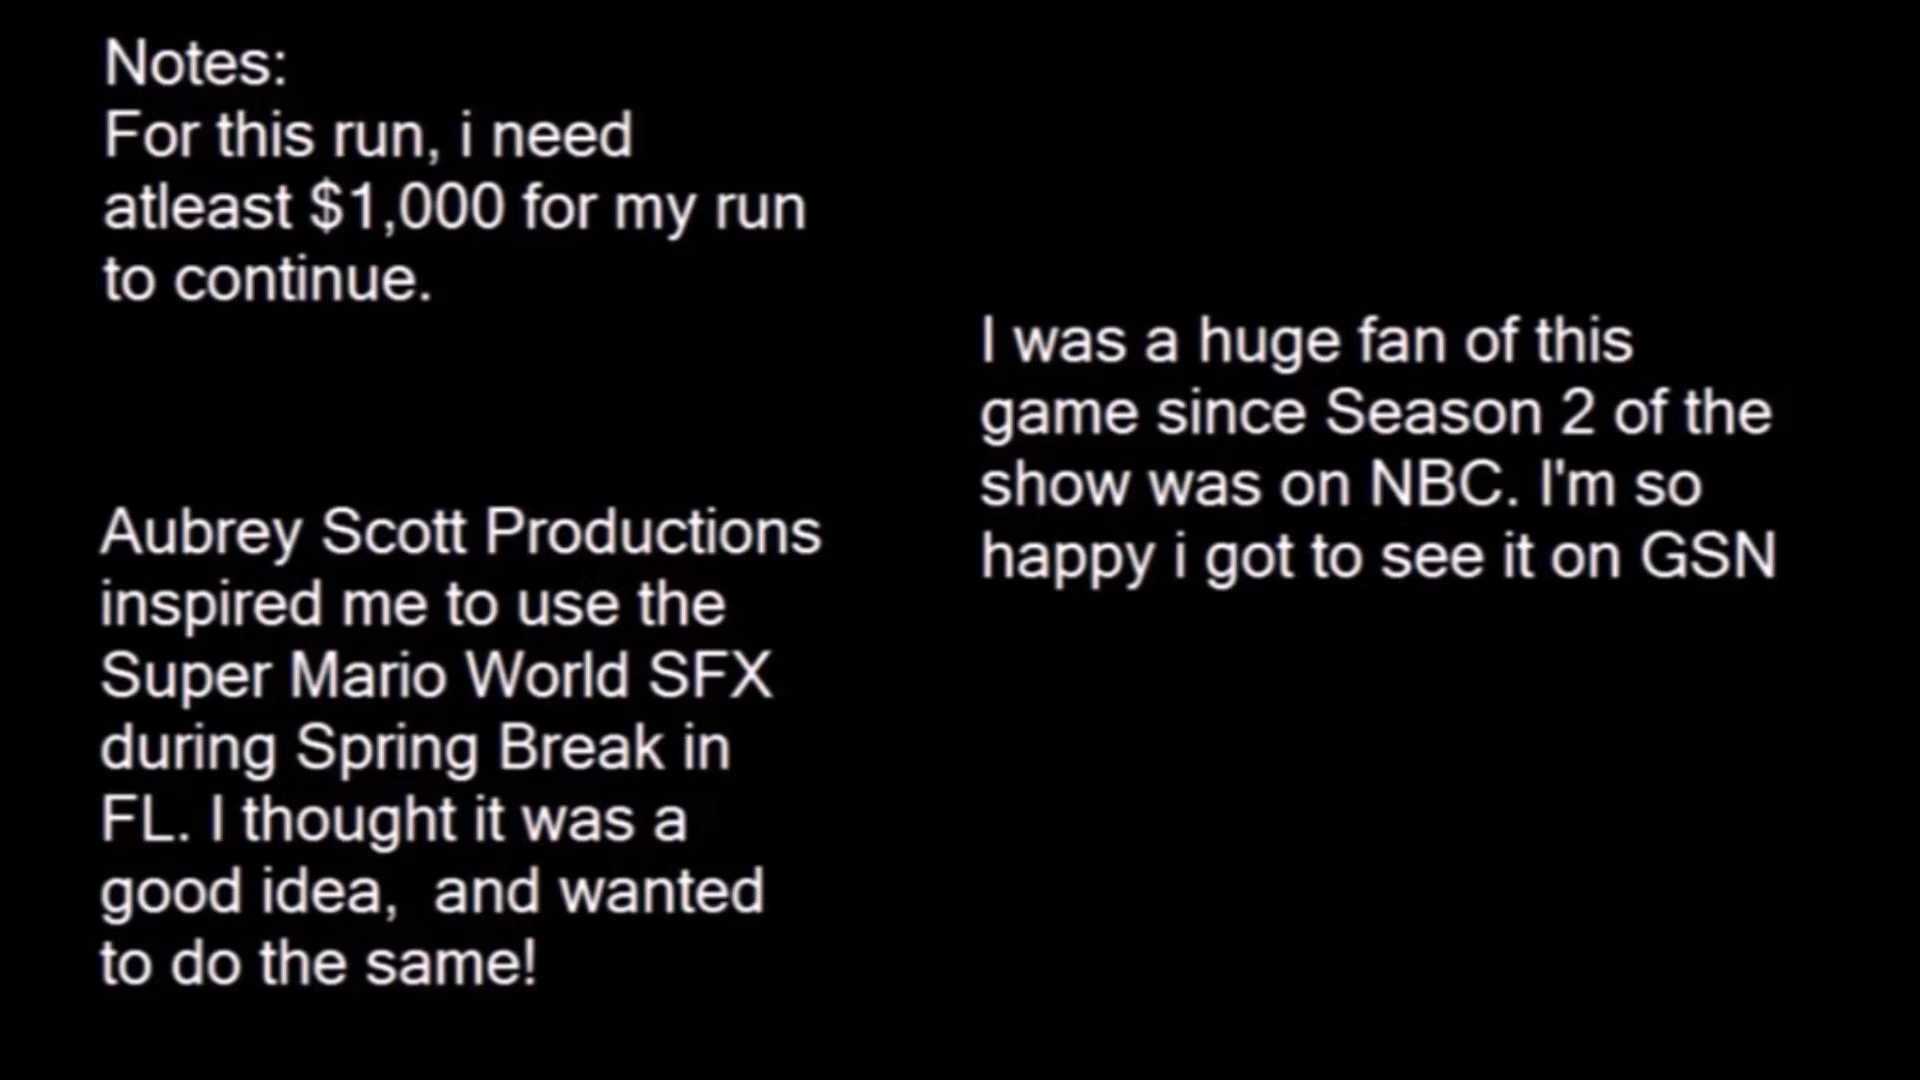 Notes:
For this run, i need
atleast $1,000 for my run
to continue.
Aubrey Scott Productions
inspired me to use the
Super Mario World SFX
during Spring Break in
FL. I thought it was a
good idea,  and wanted
to do the same!
I was a huge fan of this
game since Season 2 of the
show was on NBC. I'm so
happy i got to see it on GSN